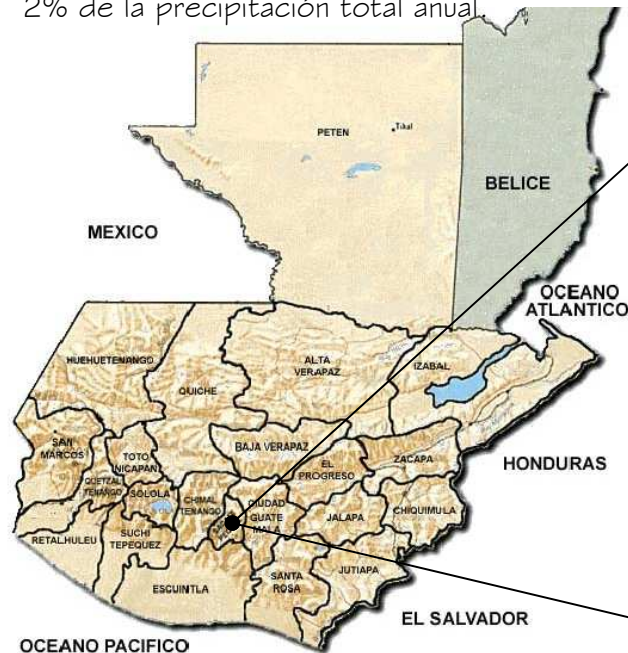 2% de la precipitación total anual.
PETEN
Tikal
BELICE
MEXICO
OCEANO
ATLANTICO
HUEHUETENANGO
QUICHE
ALTA
VERAPAZ
IZABAL
SAN
MARCOS
TOTO
NICAPAN
BAJA VERAPAZ
EL
PROGRESO
ZACAPA
HONDURAS
QUETZAL
TENANGO
SOLOLA
CHIMAL
TENANGO
CIUDAD
GUATE
MALA
JALAPA
CHIQUIMULA
RETALHULEU
SUCHI
TEPEQUEZ
ESCUINTLA
SANTA
ROSA
JUTIAPA
EL SALVADOR
OCEANO PACIFICO